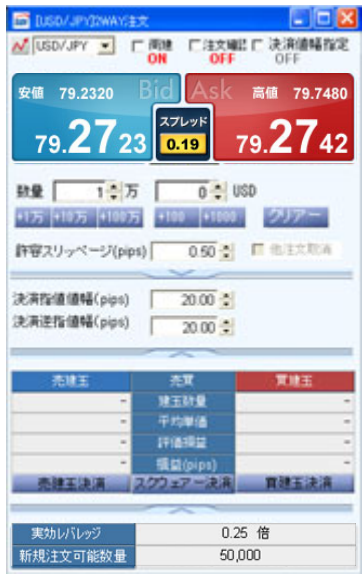 [USD/JPY]2WAY注文
USD/JPY 両建 注文確認 決済値幅指定
ON OFF OFF
安値 79.2320 Bid Ask 高値 79.7480
スプレッド
79.2723 0.19 79.2742
数量 1 万 0 USD
+1万 +10万 +100万 +100 +1000 クリアー
許容スリッページ(pips) 0.50 他注文取消
決済指値値幅(pips) 20.00
決済逆指値幅(pips) 20.00
売建玉 売買 買建玉
- 建玉数量 -
- 平均単価 -
- 評価損益 -
- 損益(pips) -
売建玉決済 スクウェアー決済 買建玉決済
実効レバレッジ 0.25 倍
新規注文可能数量 50,000